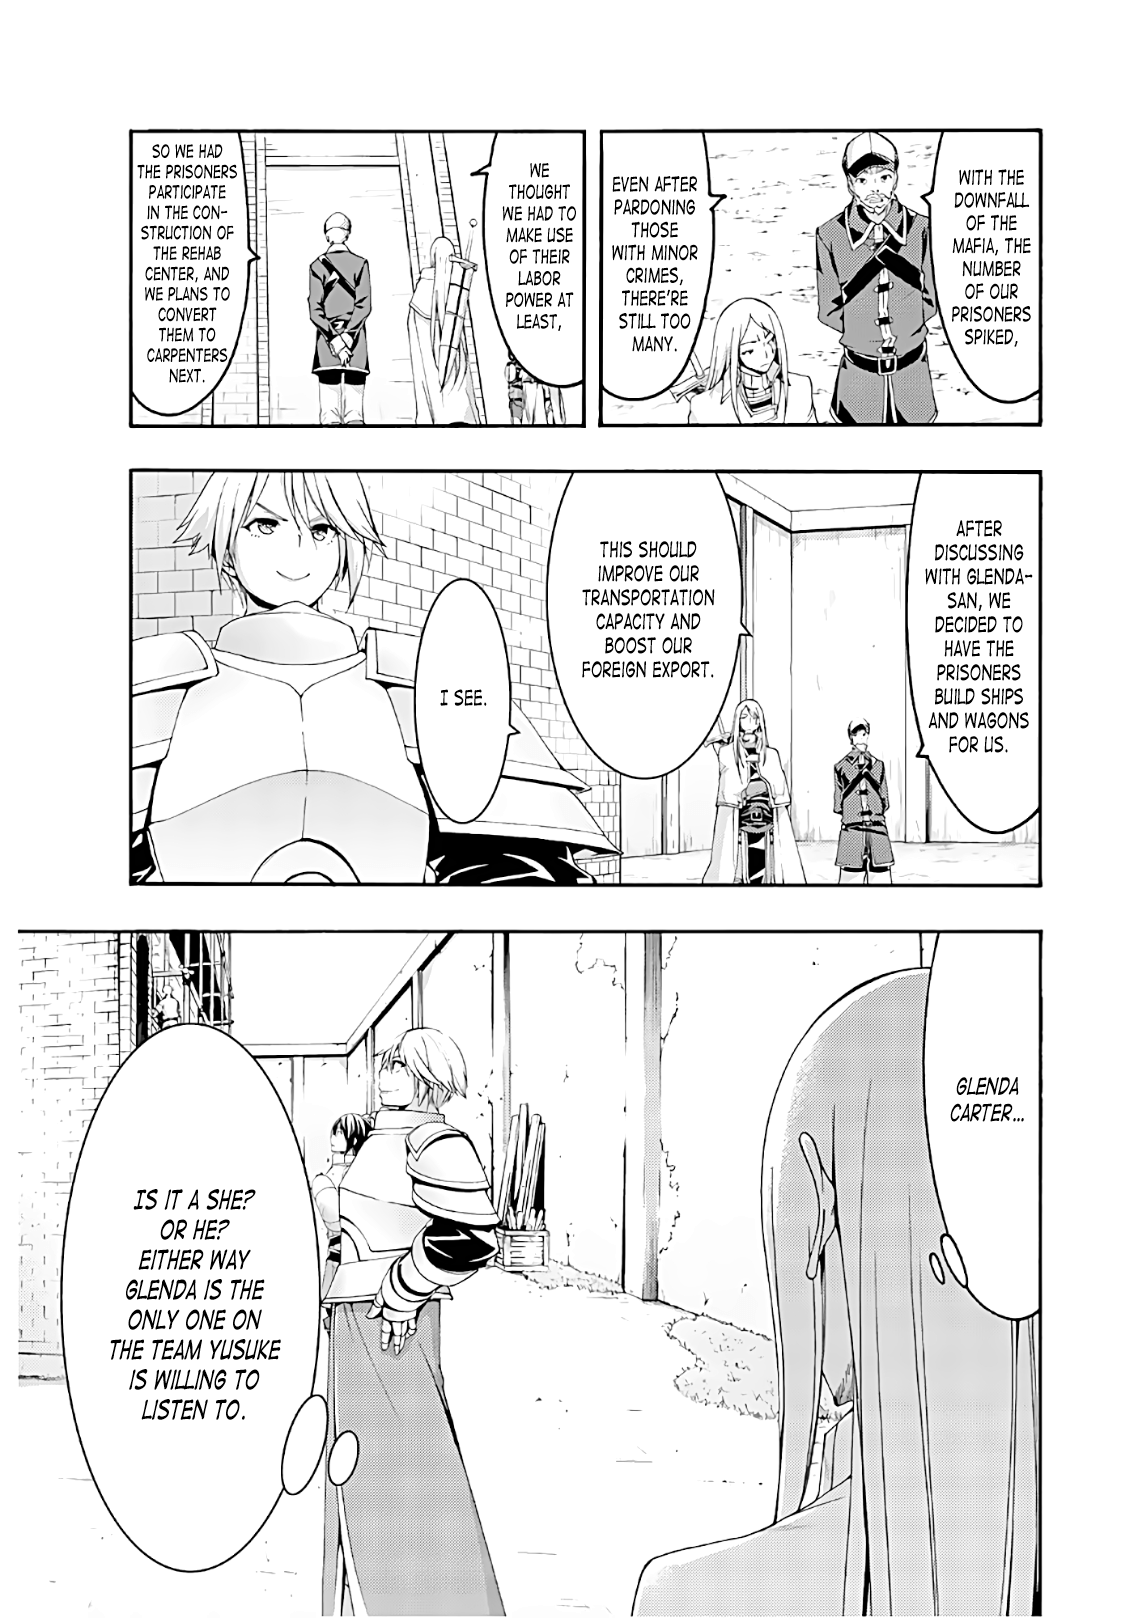 WITH THE
DOWNFALL
OF THE
MAFIA, THE
NUMBER
OF OUR
PRISONERS
SPIKED,
EVEN AFTER
PARDONING
THOSE
WITH MINOR
CRIMES,
THERE'RE
STILL TOO
MANY.
WE
THOUGHT
WE HAD TO
MAKE USE
OF THEIR
LABOR
POWER AT
LEAST,
SO WE HAD
THE PRISONERS
PARTICIPATE
IN THE CON-
STRUCTION OF
THE REHAB
CENTER, AND
WE PLANS TO
CONVERT
THEM TO
CARPENTERS
NEXT.
AFTER
DISCUSSING
WITH GLENDA-
SAN, WE
DECIDED TO
HAVE THE
PRISONERS
BUILD SHIPS
AND WAGONS
FOR US.
THIS SHOULD
IMPROVE OUR
TRANSPORTATION
CAPACITY AND
BOOST OUR
FOREIGN EXPORT.
I SEE.
GLENDA
CARTER...
IS IT A SHE?
OR HE?
EITHER WAY
GLENDA IS THE
ONLY ONE ON
THE TEAM YUSUKE
IS WILLING TO
LISTEN TO.